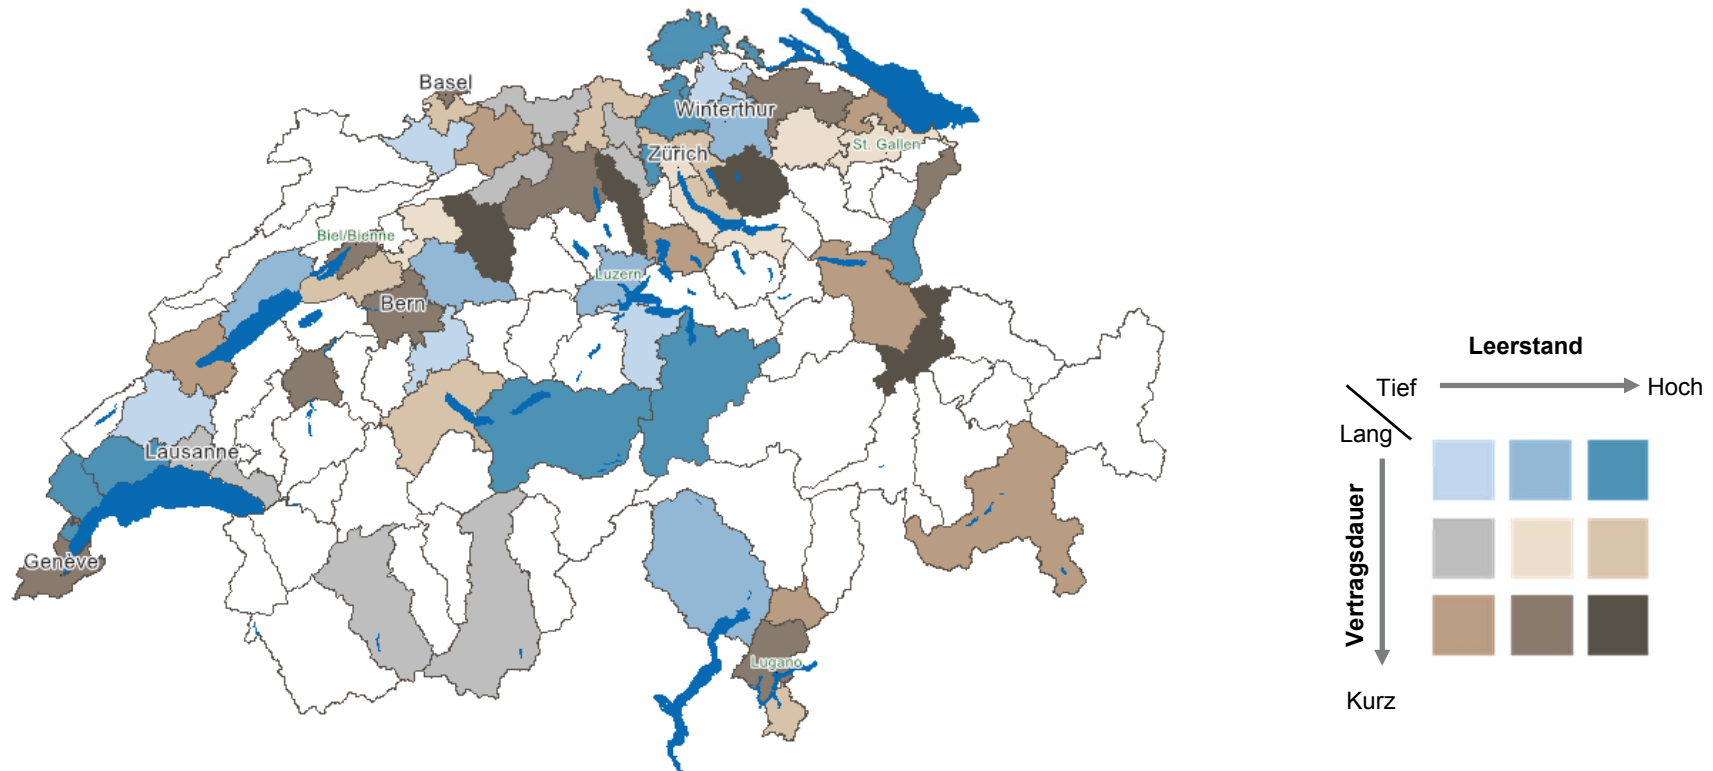 Basel
Winterthur
Zürich
St. Gallen
Biel/Bienne
Luzern
Bern
Lausanne
Genève
Lugano
Leerstand
Tief
Hoch
Lang
Vertragsdauer
Kurz